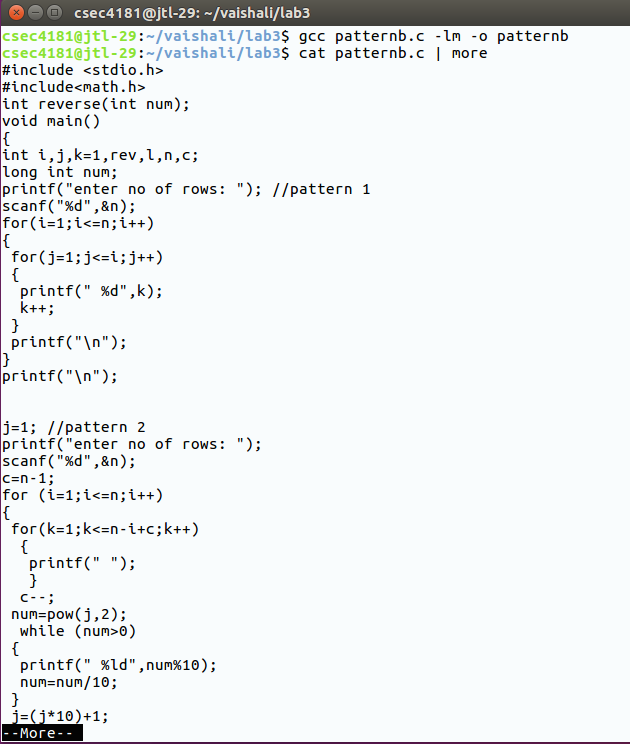 csec4181@jtl-29: ~/vaishali/lab3
csec4181@jtl-29:~/vaishali/lab3$ gcc patternb.c -lm -o patternb
csec4181@jtl-29:~/vaishali/lab3$ cat patternb.c | more
#include <stdio.h>
#include<math.h>
int reverse(int num);
void main()
{
int i,j,k=1,rev,l,n,c;
long int num;
printf("enter no of rows: "); //pattern 1
scanf("%d",&n);
for(i=1;i<=n;i++)
{
 for(j=1;j<=i;j++)
 {
  printf(" %d",k);
  k++;
 }
 printf("\n");
}
printf("\n");


j=1; //pattern 2
printf("enter no of rows: ");
scanf("%d",&n);
c=n-1;
for (i=1;i<=n;i++)
{
 for(k=1;k<=n-i+c;k++)
  {
   printf(" ");
   }
  c--;
 num=pow(j,2);
  while (num>0)
 {
  printf(" %ld",num%10);
  num=num/10;
 }
 j=(j*10)+1;
--More--